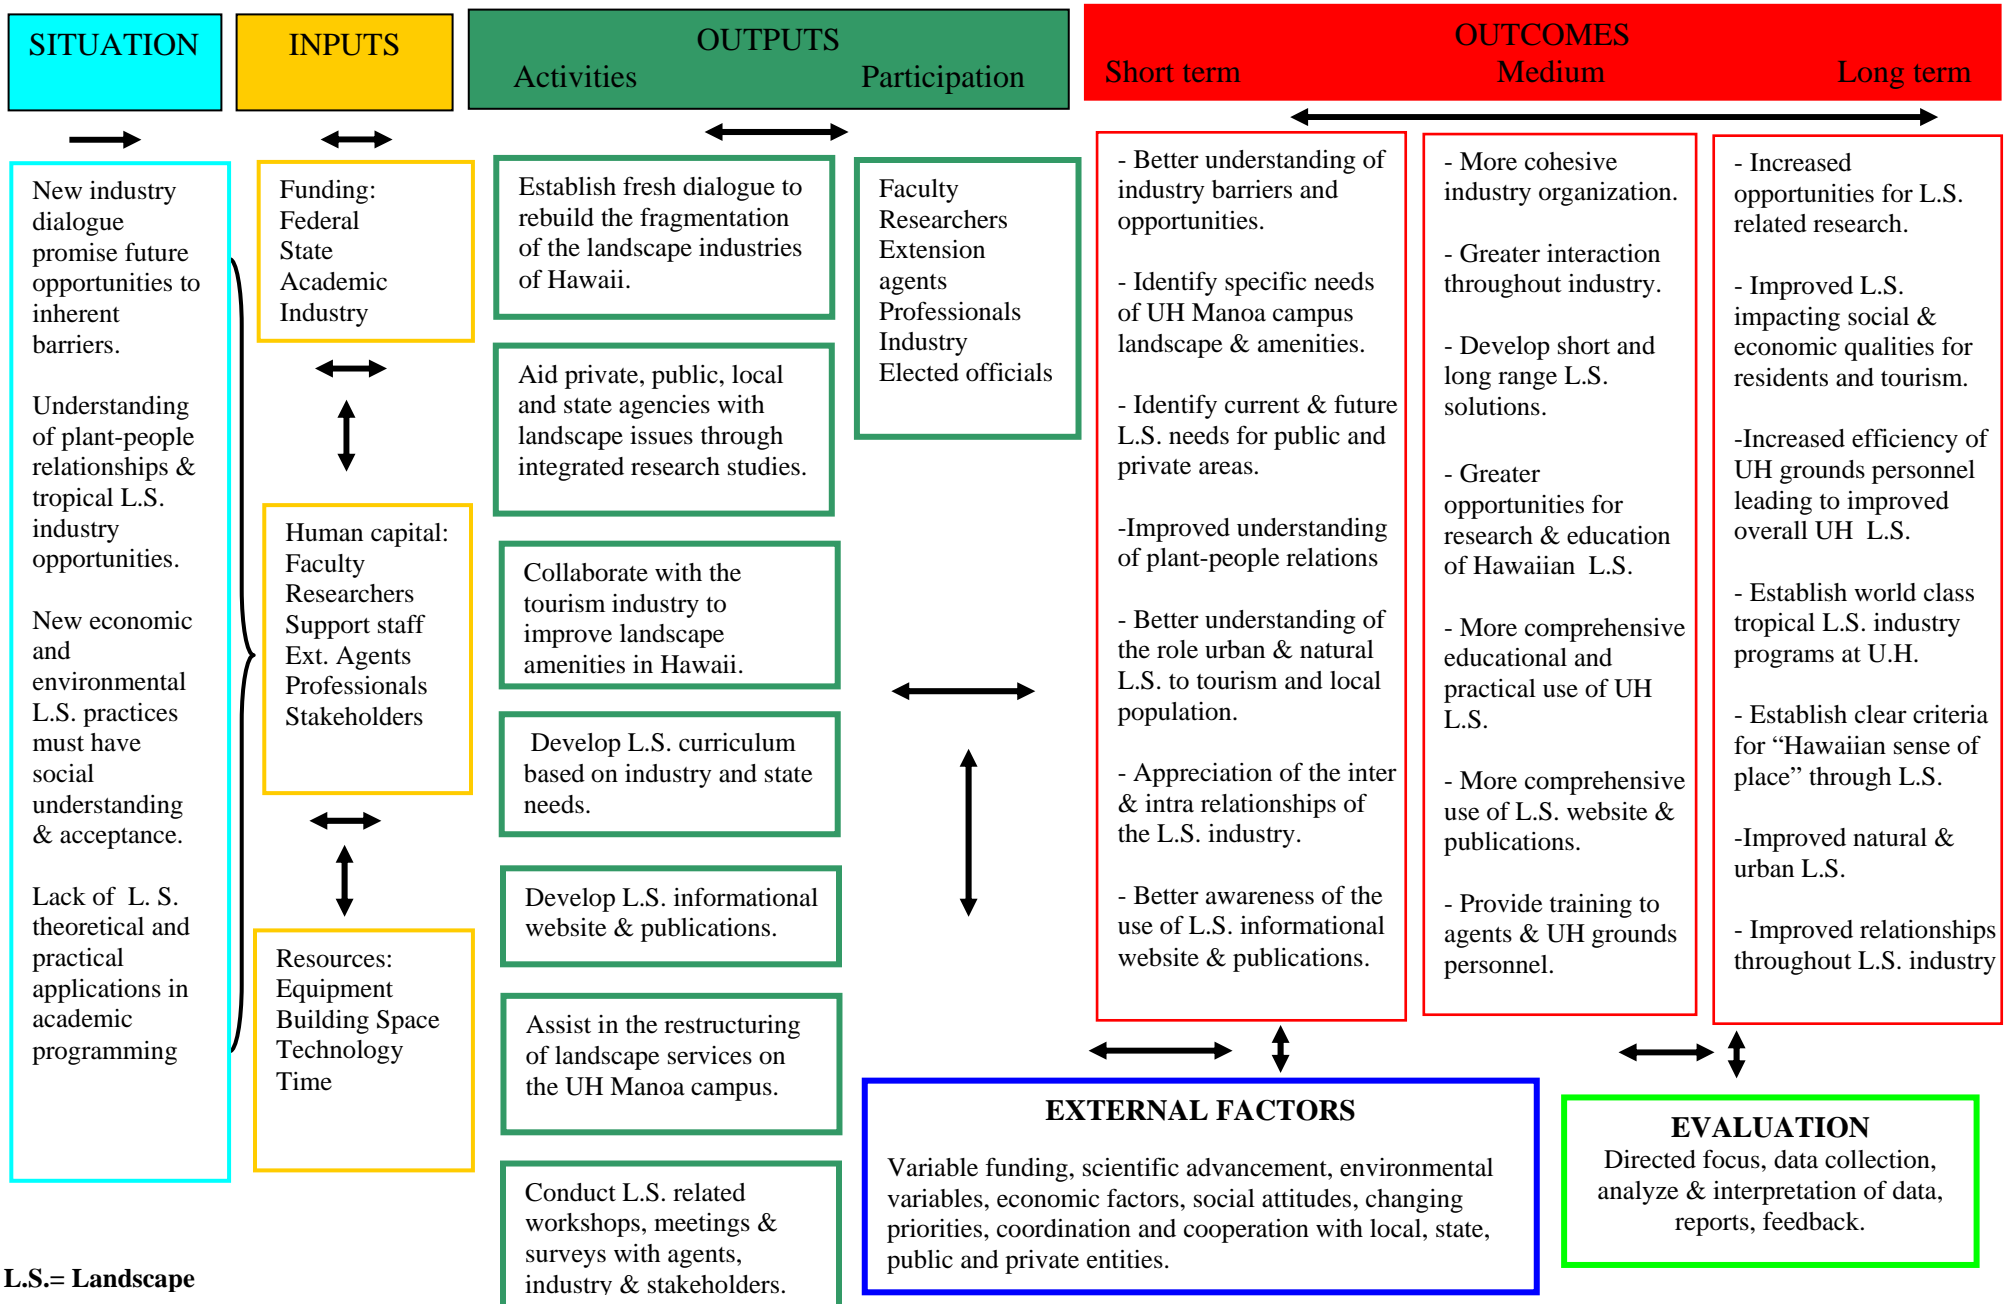 SITUATION
INPUTS
OUTPUTS
Activities
Participation
OUTCOMES
Short term
Medium
Long term
New industry
dialogue
promise future
opportunities to
inherent
barriers.
Understanding
of plant-people
relationships &
tropical L.S.
industry
opportunities.
New economic
and
environmental
L.S. practices
must have
social
understanding
& acceptance.
Lack of L. S.
theoretical and
practical
applications in
academic
programming
Funding:
Federal
State
Academic
Industry
Human capital:
Faculty
Researchers
Support staff
Ext. Agents
Professionals
Stakeholders
Resources:
Equipment
Building Space
Technology
Time
Establish fresh dialogue to
rebuild the fragmentation
of the landscape industries
of Hawaii.
Aid private, public, local
and state agencies with
landscape issues through
integrated research studies.
Collaborate with the
tourism industry to
improve landscape
amenities in Hawaii.
Develop L.S. curriculum
based on industry and state
needs.
Develop L.S. informational
website & publications.
Assist in the restructuring
of landscape services on
the UH Manoa campus.
Conduct L.S. related
workshops, meetings &
surveys with agents,
industry & stakeholders.
Faculty
Researchers
Extension
agents
Professionals
Industry
Elected officials
- Better understanding of
industry barriers and
opportunities.
- Identify specific needs
of UH Manoa campus
landscape & amenities.
- Identify current & future
L.S. needs for public and
private areas.
-Improved understanding
of plant-people relations
- Better understanding of
the role urban & natural
L.S. to tourism and local
population.
- Appreciation of the inter
& intra relationships of
the L.S. industry.
- Better awareness of the
use of L.S. informational
website & publications.
- More cohesive
industry organization.
- Greater interaction
throughout industry.
- Develop short and
long range L.S.
solutions.
- Greater
opportunities for
research & education
of Hawaiian L.S.
- More comprehensive
educational and
practical use of UH
L.S.
- More comprehensive
use of L.S. website &
publications.
- Provide training to
agents & UH grounds
personnel.
- Increased
opportunities for L.S.
related research.
- Improved L.S.
impacting social &
economic qualities for
residents and tourism.
-Increased efficiency of
UH grounds personnel
leading to improved
overall UH L.S.
- Establish world class
tropical L.S. industry
programs at U.H.
- Establish clear criteria
for “Hawaiian sense of
place” through L.S.
-Improved natural &
urban L.S.
- Improved relationships
throughout L.S. industry
EXTERNAL FACTORS
Variable funding, scientific advancement, environmental
variables, economic factors, social attitudes, changing
priorities, coordination and cooperation with local, state,
public and private entities.
EVALUATION
Directed focus, data collection,
analyze & interpretation of data,
reports, feedback.
L.S.= Landscape